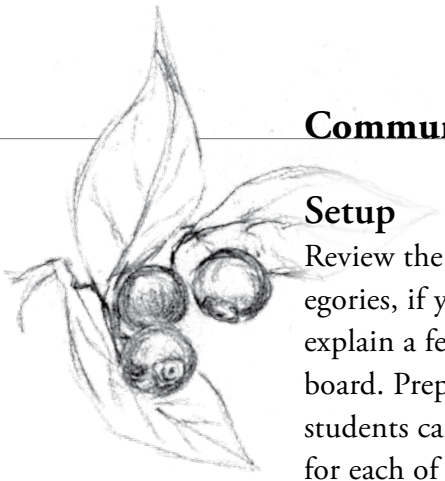 Commun
Setup
Review the
egories, if y
explain a fe
board. Prep
students ca
for each of